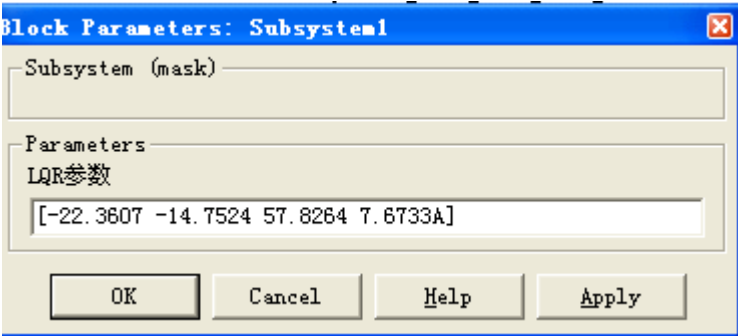 Block Parameters: Subsystem1
Subsystem (mask)
Parameters
LQR参数
[-22.3607 -14.7524 57.8264 7.6733A]
OK
Cancel
Help
Apply